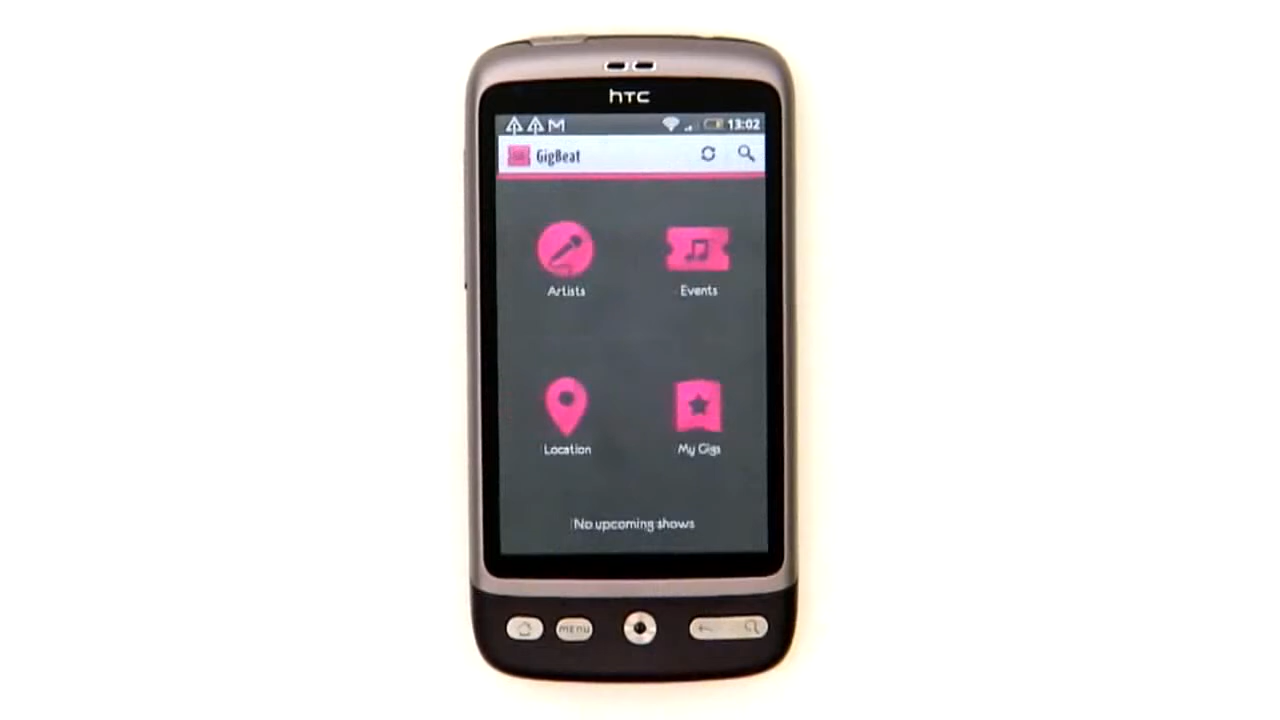 hTC
13:02
GigBeat
Artists
Events
Location
My Gigs
No upcoming shows
MENU